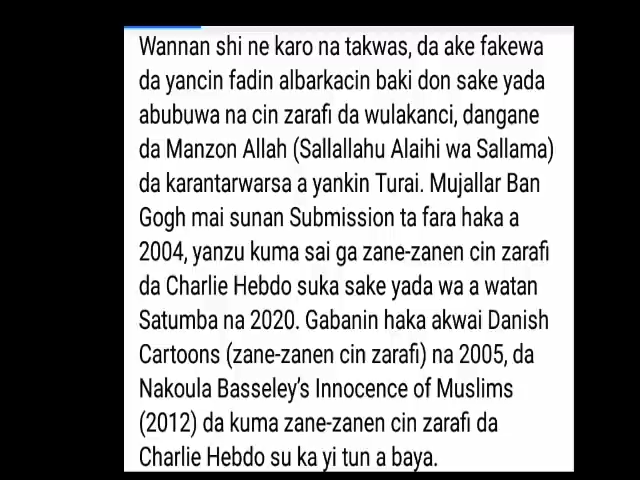 Wannan shi ne karo na takwas, da ake fakewa
da yancin fadin albarkacin baki don sake yada
abubuwa na cin zarafi da wulakanci, dangane
da Manzon Allah (Sallallahu Alaihi wa Sallama)
da karantarwarsa a yankin Turai. Mujallar Ban
Gogh mai sunan Submission ta fara haka a
2004, yanzu kuma sai ga zane-zanen cin zarafi
da Charlie Hebdo suka sake yada wa a watan
Satumba na 2020. Gabanin haka akwai Danish
Cartoons (zane-zanen cin zarafi) na 2005, da
Nakoula Basseley's Innocence of Muslims
(2012) da kuma zane-zanen cin zarafi da
Charlie Hebdo su ka yi tun a baya.